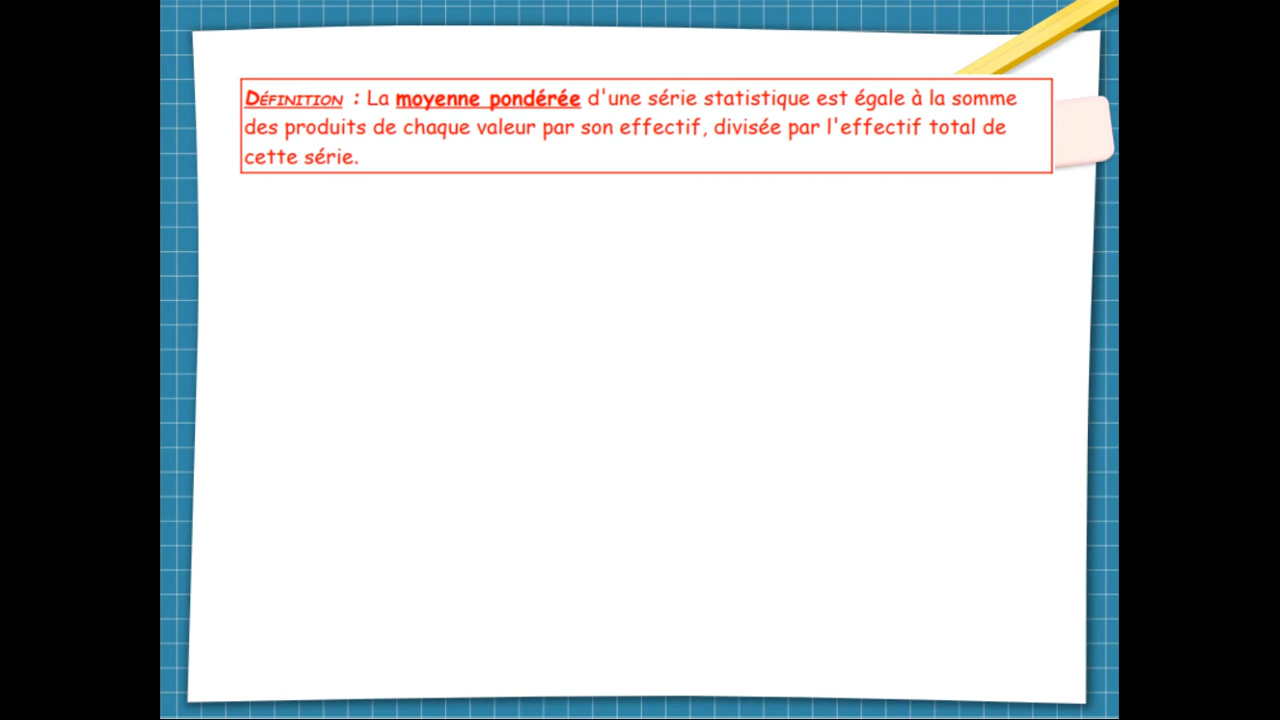 DÉFINITION : La moyenne pondérée d'une série statistique est égale à la somme
des produits de chaque valeur par son effectif, divisée par l'effectif total de
cette série.